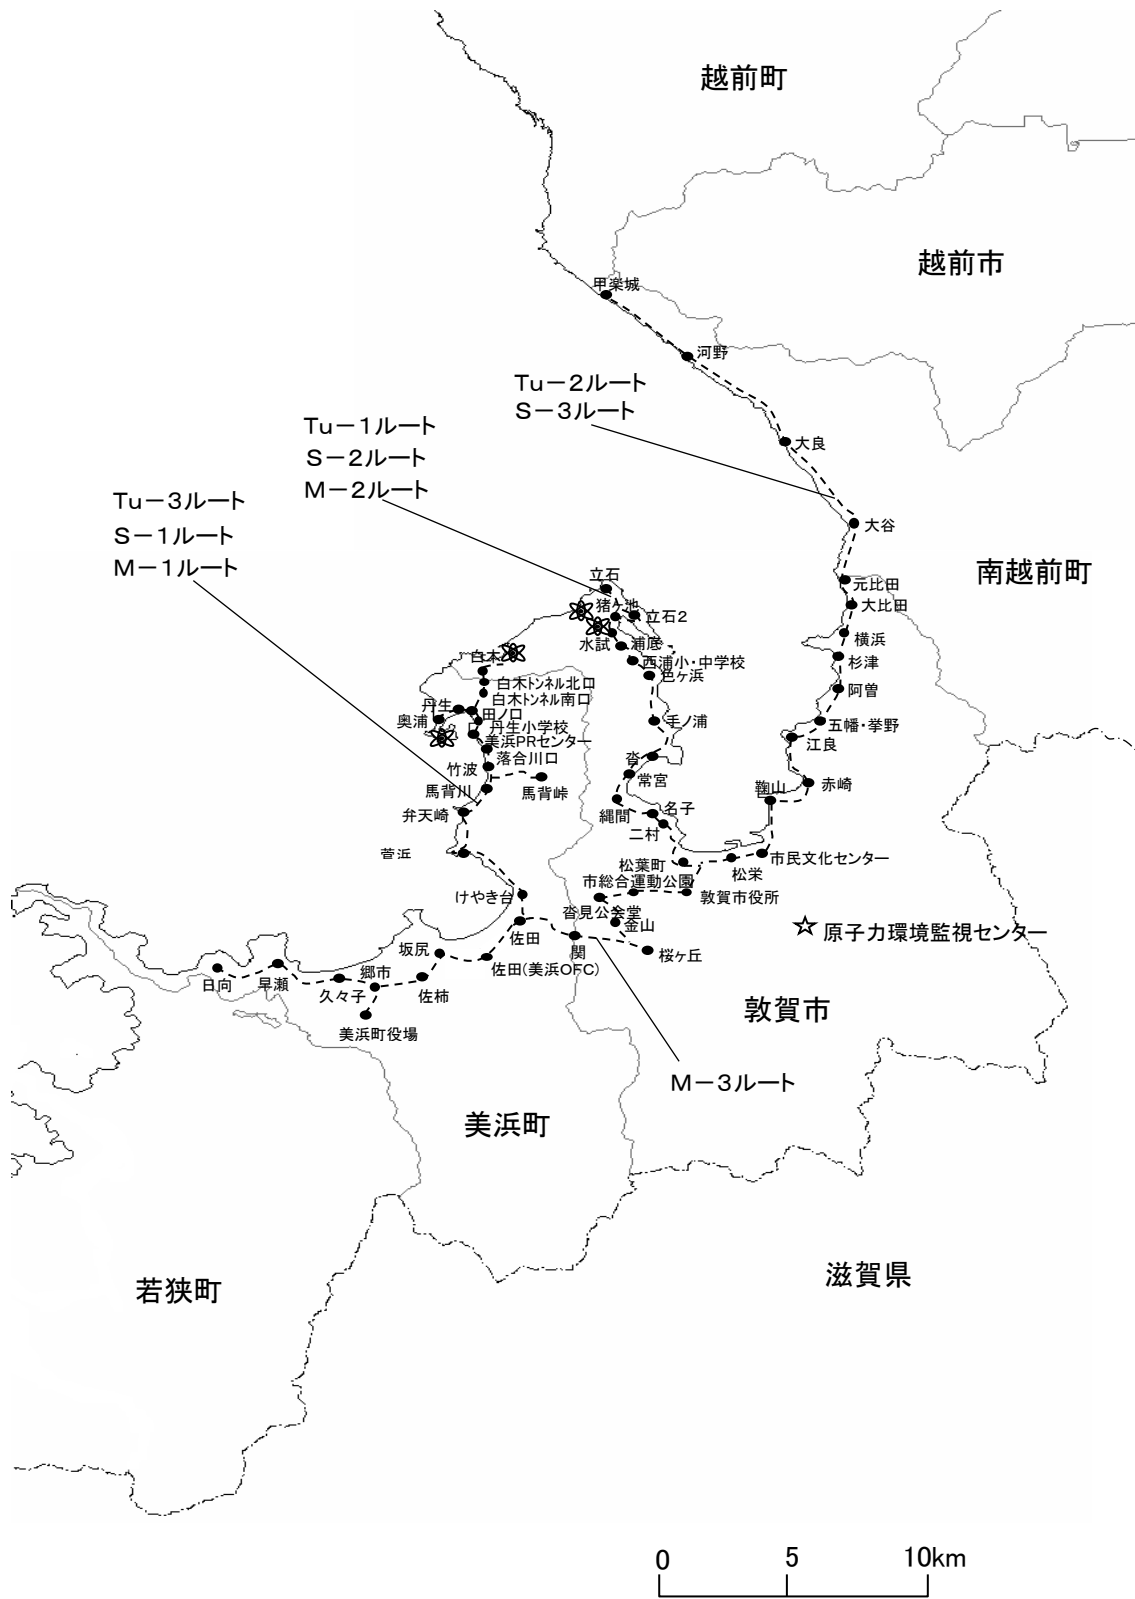 越前町
越前市
甲楽城
河野
Tu－2ルート
S－3ルート
大良
Tu－1ルート
S－2ルート
M－2ルート
Tu－3ルート
S－1ルート
M－1ルート
大谷
南越前町
立石
元比田
猪ヶ池
立石2
大比田
水試
浦底
横浜
白木
西浦小・中学校
杉津
色ヶ浜
白木トンネル北口
白木トンネル南口
阿曽
丹生
奥浦
田ノ口
丹生小学校
手ノ浦
五幡・挙野
美浜PRセンター
江良
落合川口
沓
竹波
常宮
馬背川
馬背峠
赤崎
鞠山
弁天崎
縄間
名子
二村
菅浜
松葉町
松栄
市民文化センター
けやき台
市総合運動公園
敦賀市役所
沓見公会堂
金山
佐田
原子力環境監視センター
坂尻
関
桜ヶ丘
佐田(美浜OFC)
日向
早瀬
久々子
郷市
佐柿
敦賀市
美浜町役場
M－3ルート
美浜町
若狭町
滋賀県
0 5 10km